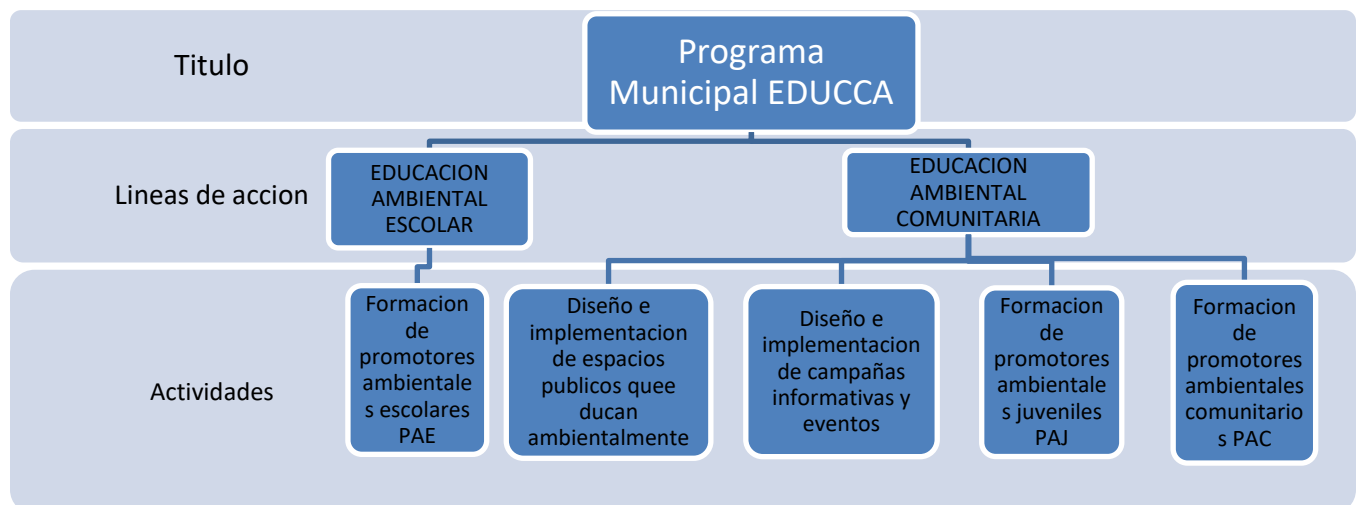 Titulo
Programa
Municipal EDUCCA
Lineas de accion
EDUCACION
AMBIENTAL
ESCOLAR
EDUCACION
AMBIENTAL
COMUNITARIA
Actividades
Formacion
de
promotores
ambientale
s escolares
PAE
Diseño e
implementacion
de espacios
publicos quee
ducan
ambientalmente
Diseño e
implementacion
de campañas
informativas y
eventos
Formacion
de
promotores
ambientale
s juveniles
PAJ
Formacion
de
promotores
ambientales
comunitario
s PAC